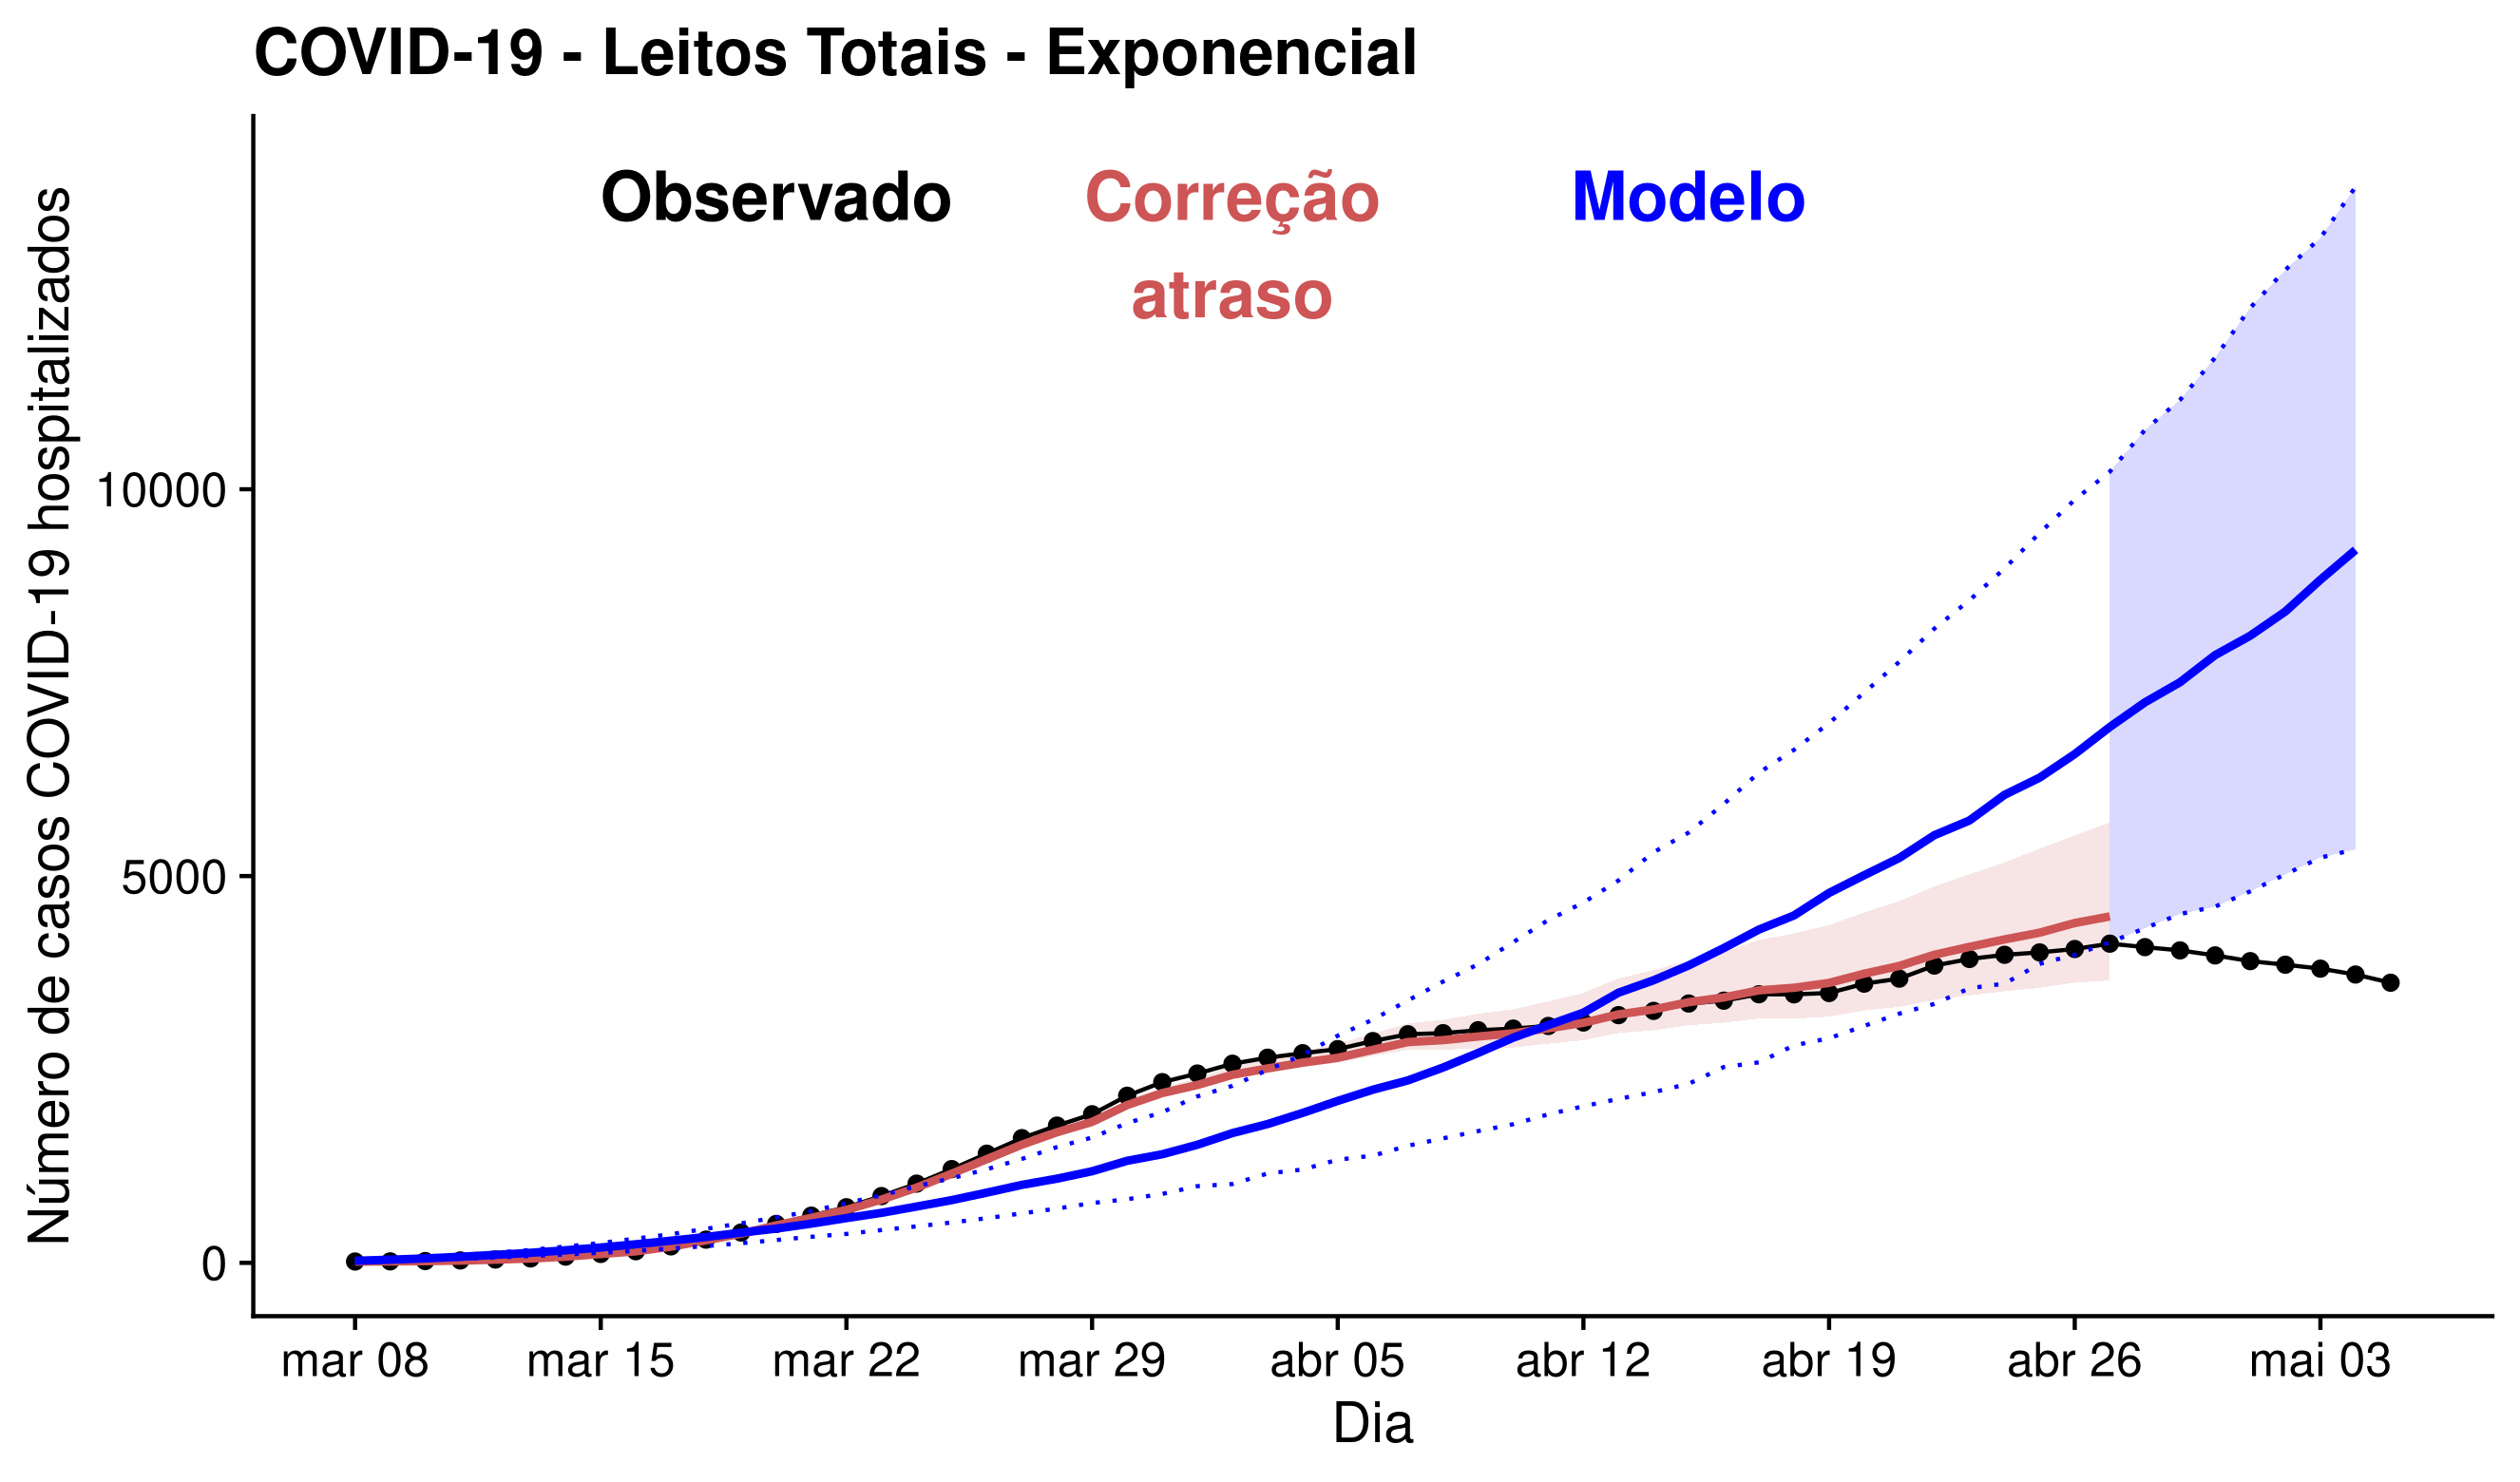 COVID-19 - Leitos Totais - Exponencial
Observado Correção Modelo
atraso
Número de casos COVID-19 hospitalizados
10000
5000
0
mar 08 mar 15 mar 22 mar 29 abr 05 abr 12 abr 19 abr 26 mai 03
Dia